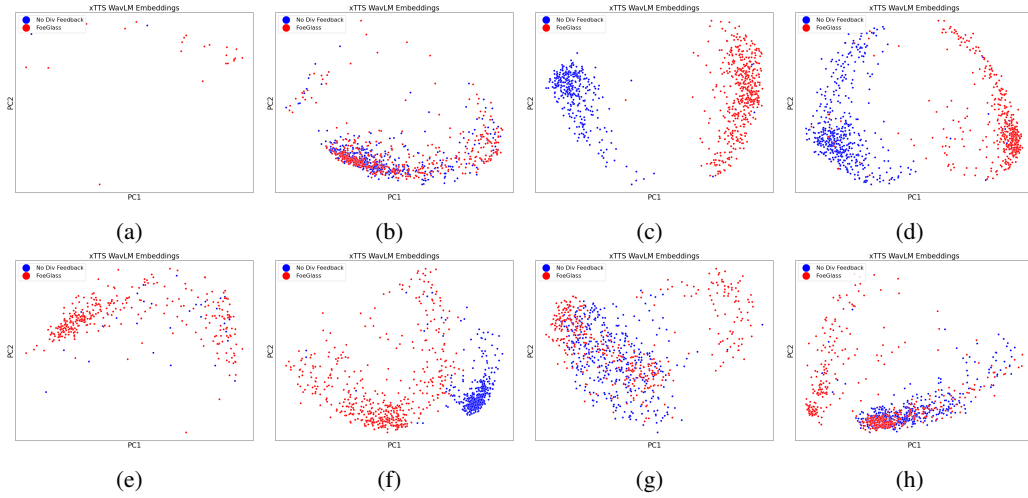 xTTS WavLM Embeddings
No Div Feedback
FoeGlass
PC2
PC1
(a)
xTTS WavLM Embeddings
No Div Feedback
FoeGlass
PC2
PC1
(b)
xTTS WavLM Embeddings
No Div Feedback
FoeGlass
PC2
PC1
(c)
xTTS WavLM Embeddings
No Div Feedback
FoeGlass
PC2
PC1
(d)
xTTS WavLM Embeddings
No Div Feedback
FoeGlass
PC2
PC1
(e)
xTTS WavLM Embeddings
No Div Feedback
FoeGlass
PC2
PC1
(f)
xTTS WavLM Embeddings
No Div Feedback
FoeGlass
PC2
PC1
(g)
xTTS WavLM Embeddings
No Div Feedback
FoeGlass
PC2
PC1
(h)